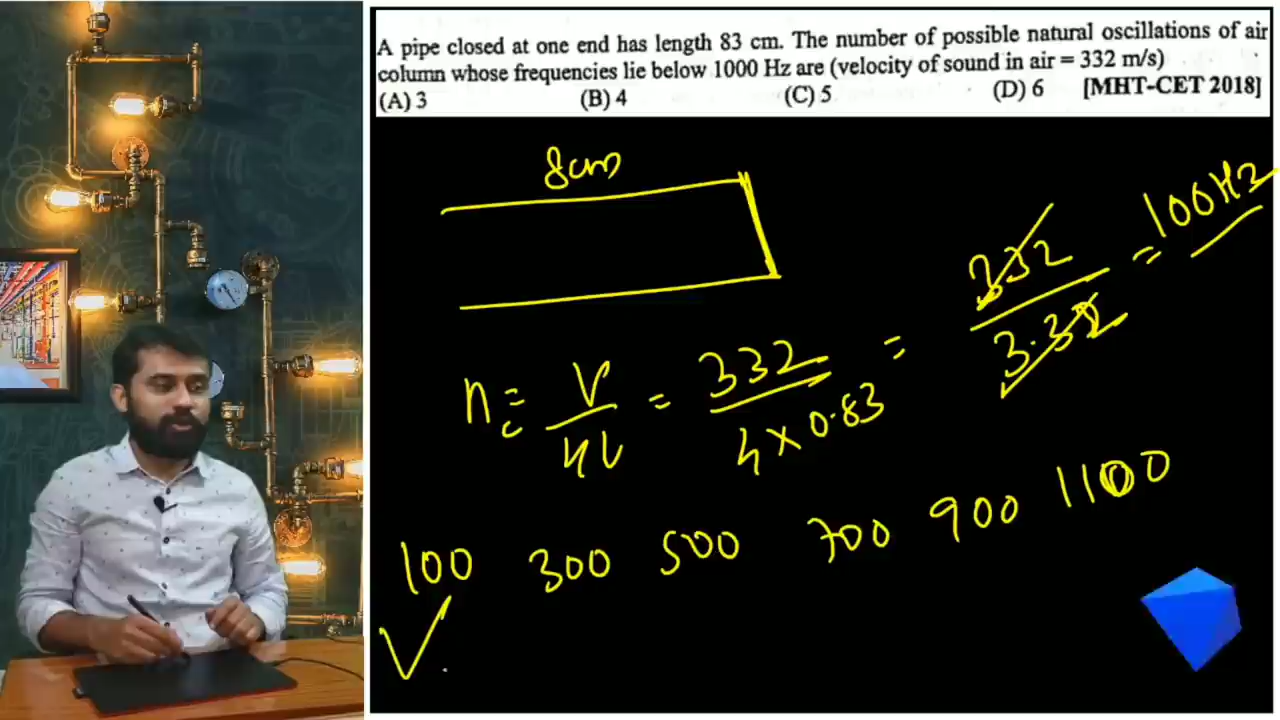 A pipe closed at one end has length 83 cm. The number of possible natural oscillations of air
column whose frequencies lie below 1000 Hz are (velocity of sound in air = 332 m/s)
(A) 3 (B) 4 (C) 5 (D) 6 [MHT-CET 2018]
8cm
n_c = V/4L = 332/4×0.83 = 332/3.32 = 100Hz
100 300 500 700 900 1100